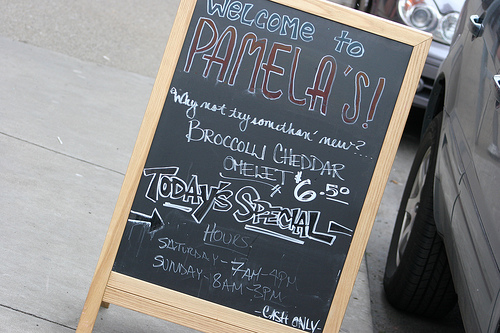 WELCOME to
PAMELA'S!
Why not try somethan' new?...
BROCCOLI CHEDDAR
OMELET $6.50
TODAY'S SPECIAL
HOURS:
SATURDAY - 7AM - 4PM
SUNDAY - 8AM - 3PM
- CASH ONLY -